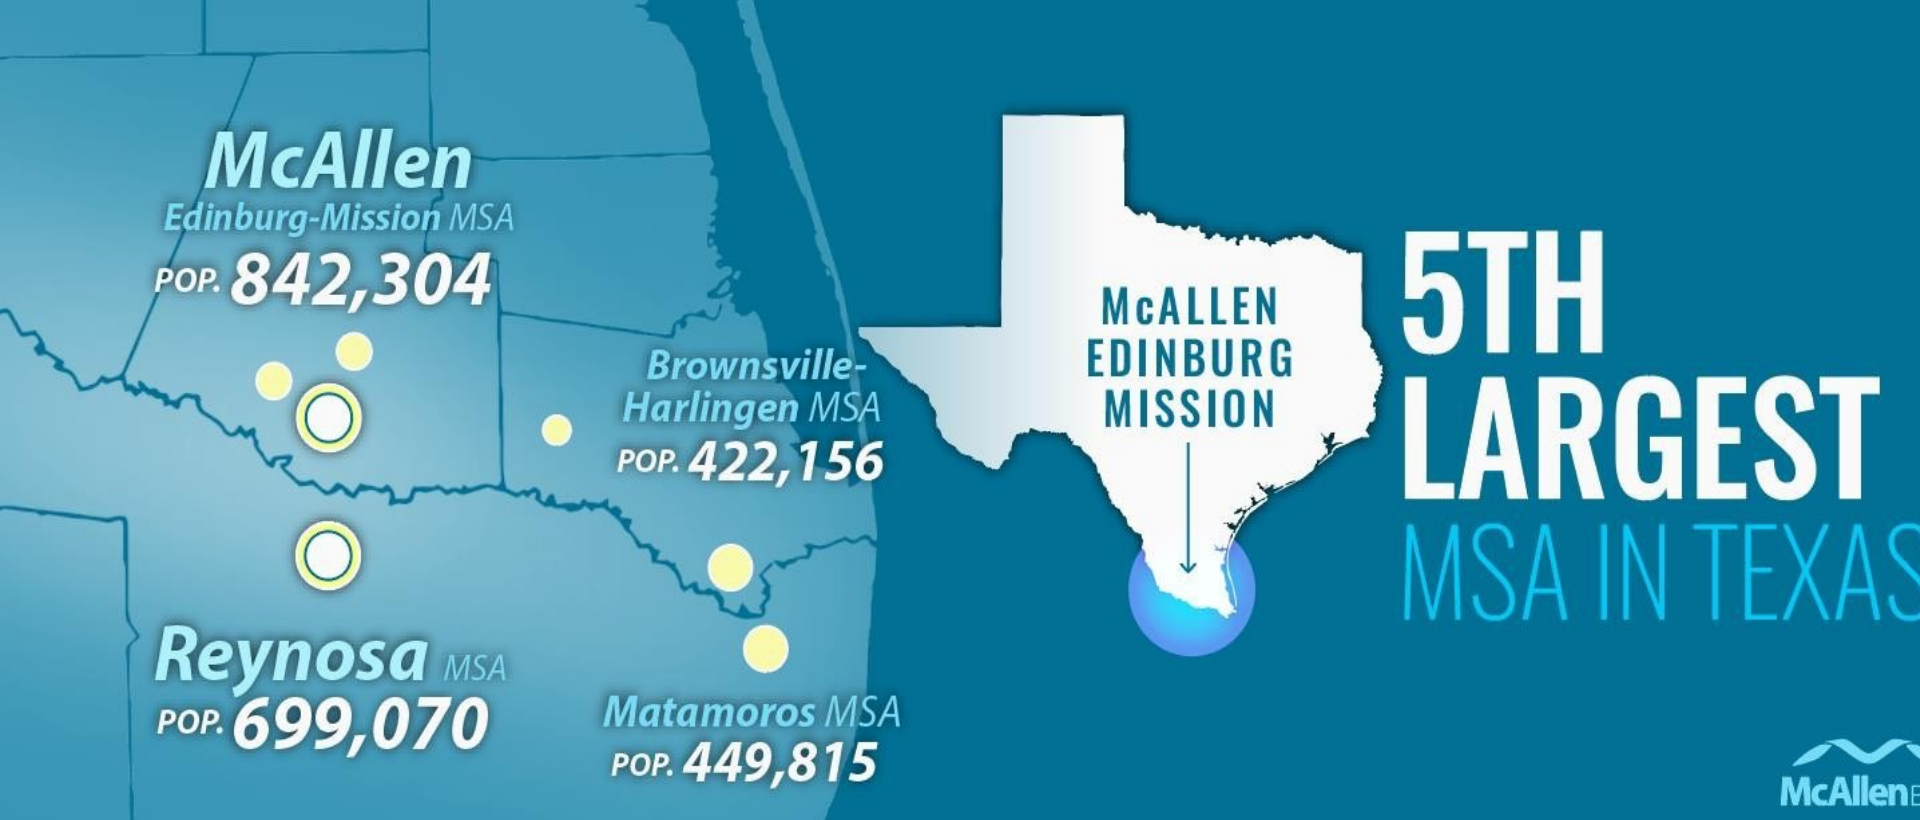 McAllen
Edinburg-Mission MSA
POP. 842,304
Brownsville-
Harlingen MSA
POP. 422,156
Reynosa MSA
POP. 699,070
Matamoros MSA
POP. 449,815
McALLEN
EDINBURG
MISSION
5TH
LARGEST
MSA IN TEXAS
McAllen